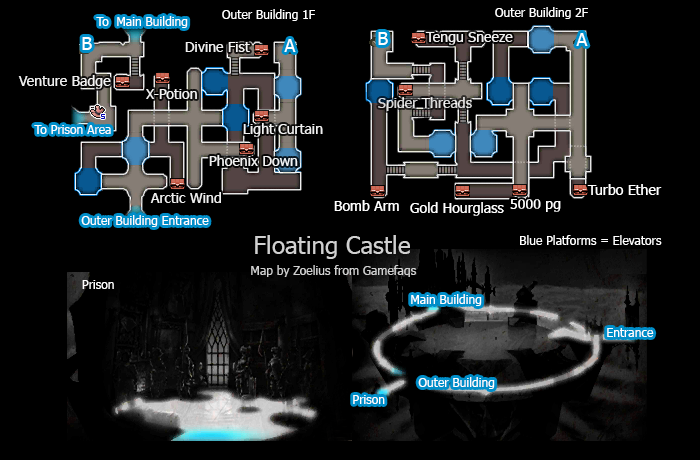 To Main Building
Outer Building 1F
B
Divine Fist
A
Venture Badge
X-Potion
To Prison Area
Light Curtain
Phoenix Down
Arctic Wind
Outer Building Entrance
Outer Building 2F
B
Tengu Sneeze
A
Spider Threads
Bomb Arm
Gold Hourglass
5000 pg
Turbo Ether
Floating Castle
Map by Zoelius from Gamefaqs
Blue Platforms = Elevators
Prison
Main Building
Entrance
Outer Building
Prison